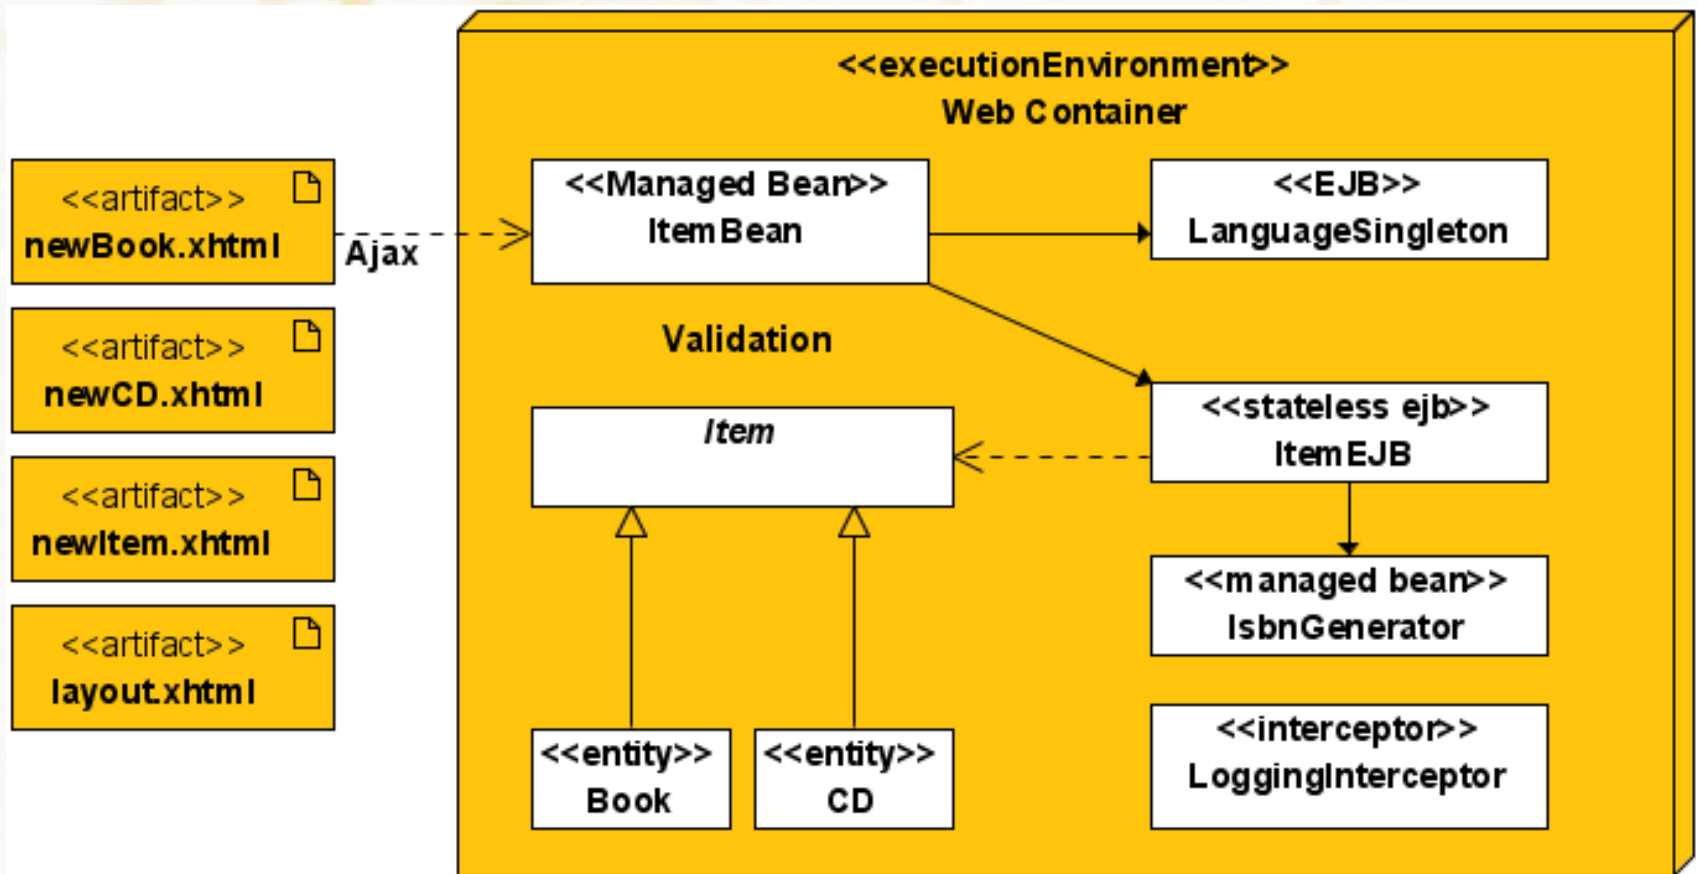 <<executionEnvironment>>
Web Container
<<artifact>>
newBook.xhtml
Ajax
<<Managed Bean>>
ItemBean
<<EJB>>
LanguageSingleton
<<artifact>>
newCD.xhtml
Validation
<<stateless ejb>>
ItemEJB
Item
<<artifact>>
newItem.xhtml
<<managed bean>>
IsbnGenerator
<<artifact>>
layout.xhtml
<<entity>>
Book
<<entity>>
CD
<<interceptor>>
LoggingInterceptor